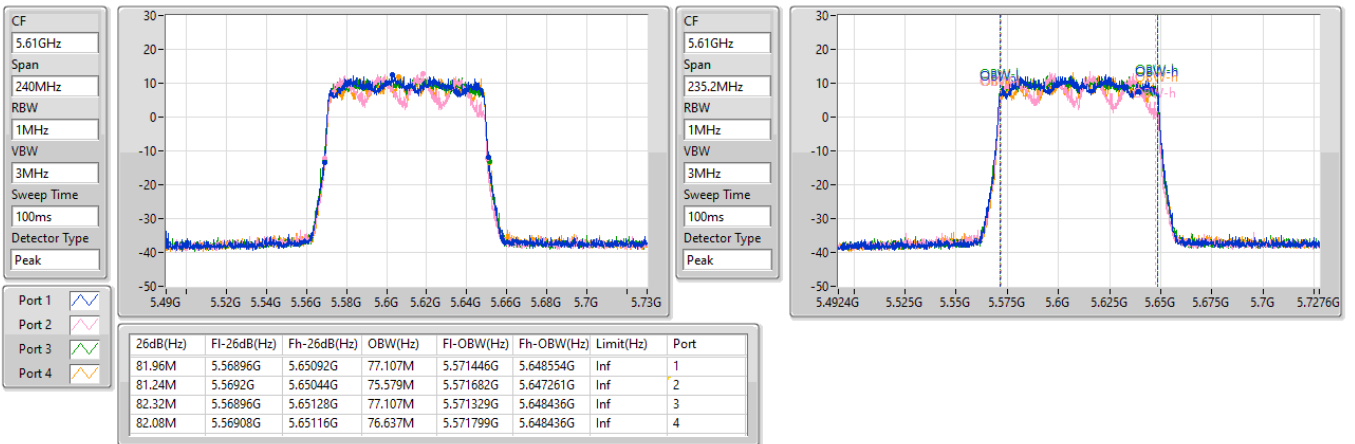 CF
5.61GHz
Span
240MHz
RBW
1MHz
VBW
3MHz
Sweep Time
100ms
Detector Type
Peak
30
20
10
0
-10
-20
-30
-40
-50
5.49G 5.52G 5.54G 5.56G 5.58G 5.6G 5.62G 5.64G 5.66G 5.68G 5.7G 5.73G
CF
5.61GHz
Span
235.2MHz
RBW
1MHz
VBW
3MHz
Sweep Time
100ms
Detector Type
Peak
30
20
10
0
-10
-20
-30
-40
-50
OBW-l OBW-h
5.4924G 5.525G 5.55G 5.575G 5.6G 5.625G 5.65G 5.675G 5.7G 5.7276G
Port 1
Port 2
Port 3
Port 4
26dB(Hz) Fl-26dB(Hz) Fh-26dB(Hz) OBW(Hz) Fl-OBW(Hz) Fh-OBW(Hz) Limit(Hz) Port
81.96M 5.56896G 5.65092G 77.107M 5.571446G 5.648554G Inf 1
81.24M 5.5692G 5.65044G 75.579M 5.571682G 5.647261G Inf 2
82.32M 5.56896G 5.65128G 77.107M 5.571329G 5.648436G Inf 3
82.08M 5.56908G 5.65116G 76.637M 5.571799G 5.648436G Inf 4